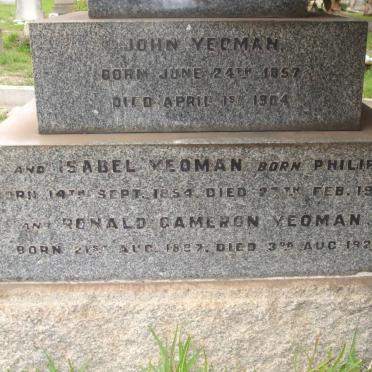 JOHN YEOMAN
BORN JUNE 24TH 1857
DIED APRIL 1ST 1904
AND ISABEL YEOMAN BORN PHILIP
BORN 14TH SEPT. 1854. DIED 27TH FEB. 19
AND RONALD CAMERON YEOMAN.
BORN 21ST AUG. 1897. DIED 3RD AUG 192